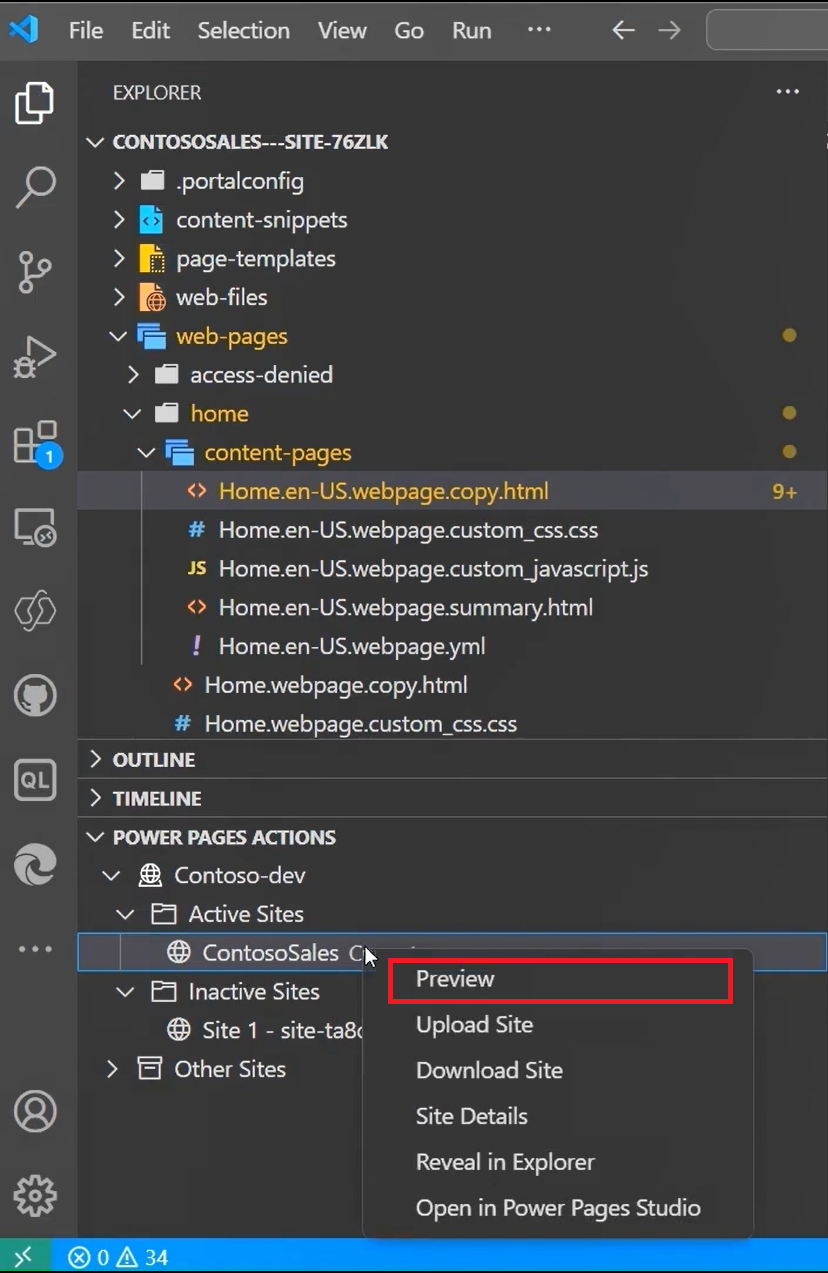 File Edit Selection View Go Run ···
EXPLORER ···
CONTOSOSALES---SITE-76ZLK
.portalconfig
content-snippets
page-templates
web-files
web-pages
access-denied
home
content-pages
Home.en-US.webpage.copy.html 9+
# Home.en-US.webpage.custom_css.css
JS Home.en-US.webpage.custom_javascript.js
Home.en-US.webpage.summary.html
! Home.en-US.webpage.yml
Home.webpage.copy.html
# Home.webpage.custom_css.css
1
OUTLINE
TIMELINE
QL
POWER PAGES ACTIONS
Contoso-dev
Active Sites
ContosoSales
Inactive Sites
Site 1 - site-ta8
Other Sites
Preview
Upload Site
Download Site
Site Details
Reveal in Explorer
Open in Power Pages Studio
0 34